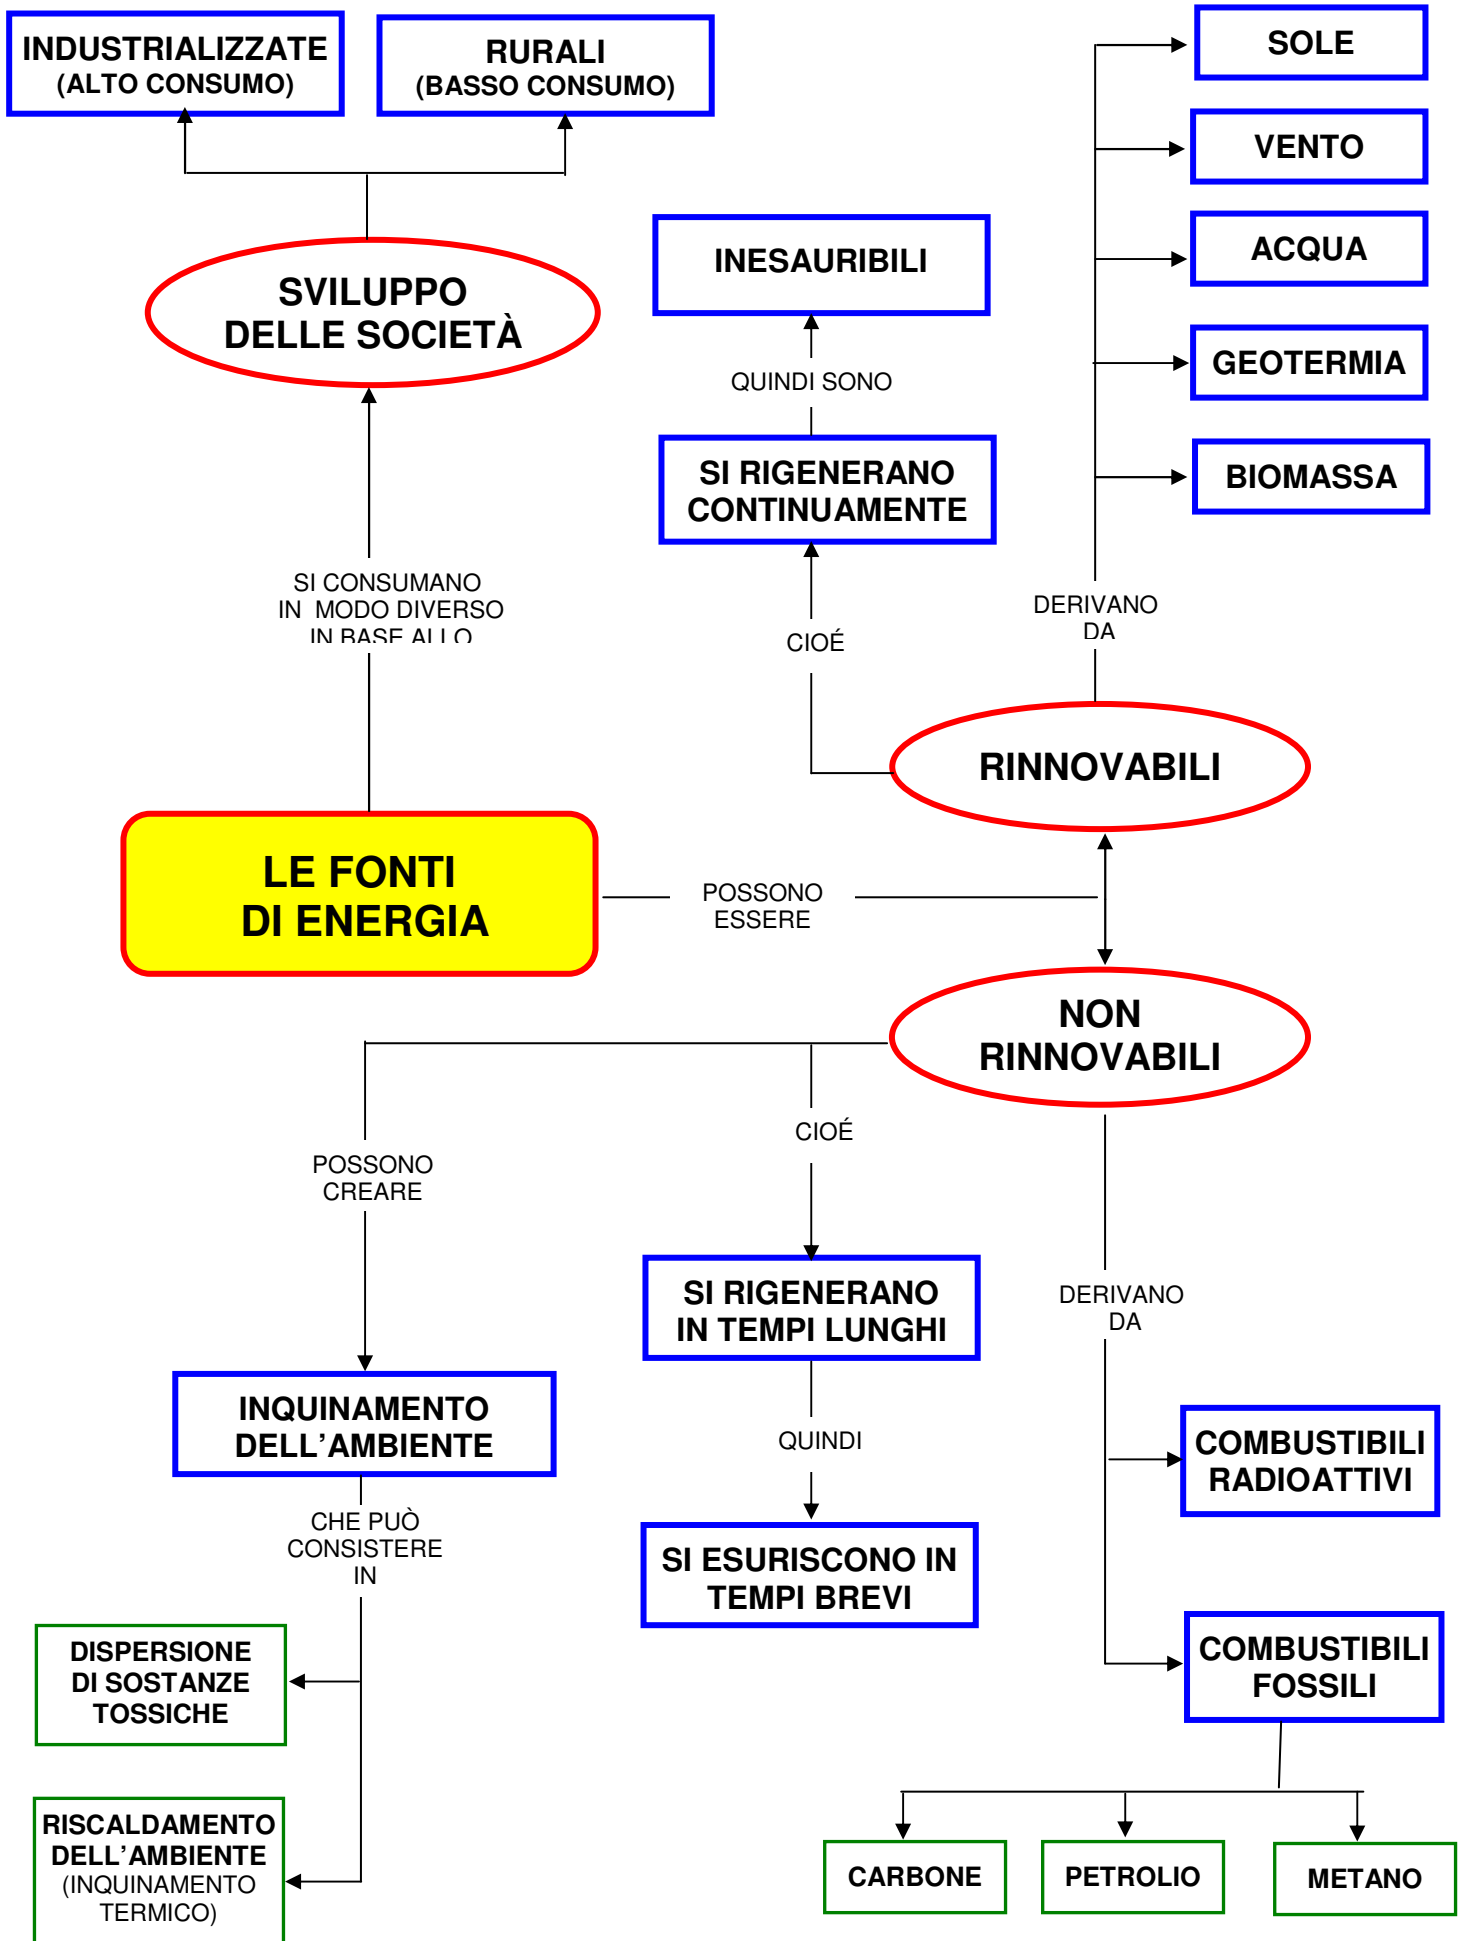 INDUSTRIALIZZATE
(ALTO CONSUMO)
RURALI
(BASSO CONSUMO)
SOLE
VENTO
ACQUA
GEOTERMIA
BIOMASSA
SVILUPPO
DELLE SOCIETÀ
INESAURIBILI
QUINDI SONO
SI RIGENERANO
CONTINUAMENTE
SI CONSUMANO
IN MODO DIVERSO
IN BASE ALLO
CIOÉ
DERIVANO
DA
RINNOVABILI
LE FONTI
DI ENERGIA
POSSONO
ESSERE
NON
RINNOVABILI
POSSONO
CREARE
CIOÉ
DERIVANO
DA
SI RIGENERANO
IN TEMPI LUNGHI
INQUINAMENTO
DELL'AMBIENTE
QUINDI
COMBUSTIBILI
RADIOATTIVI
CHE PUÒ
CONSISTERE
IN
SI ESURISCONO IN
TEMPI BREVI
DISPERSIONE
DI SOSTANZE
TOSSICHE
COMBUSTIBILI
FOSSILI
RISCALDAMENTO
DELL'AMBIENTE
(INQUINAMENTO
TERMICO)
CARBONE
PETROLIO
METANO